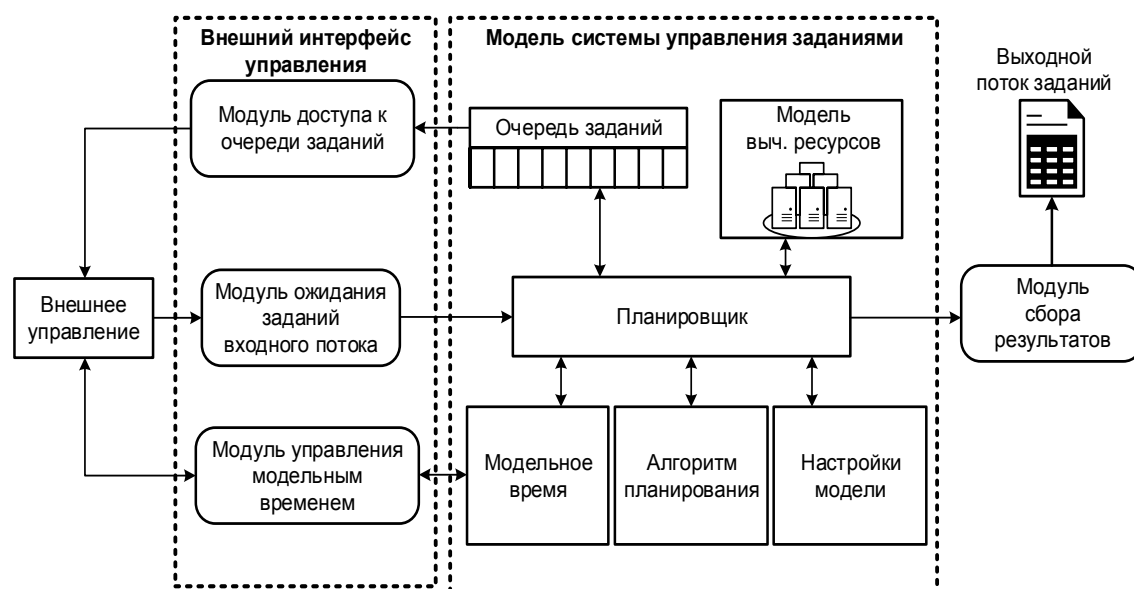 Внешний интерфейс
управления
Модель системы управления заданиями
Выходной
поток заданий
Модуль доступа к
очереди заданий
Очередь заданий
Модель
выч. ресурсов
Внешнее
управление
Модуль ожидания
заданий
входного потока
Планировщик
Модуль
сбора
результатов
Модуль управления
модельным
временем
Модельное
время
Алгоритм
планирования
Настройки
модели